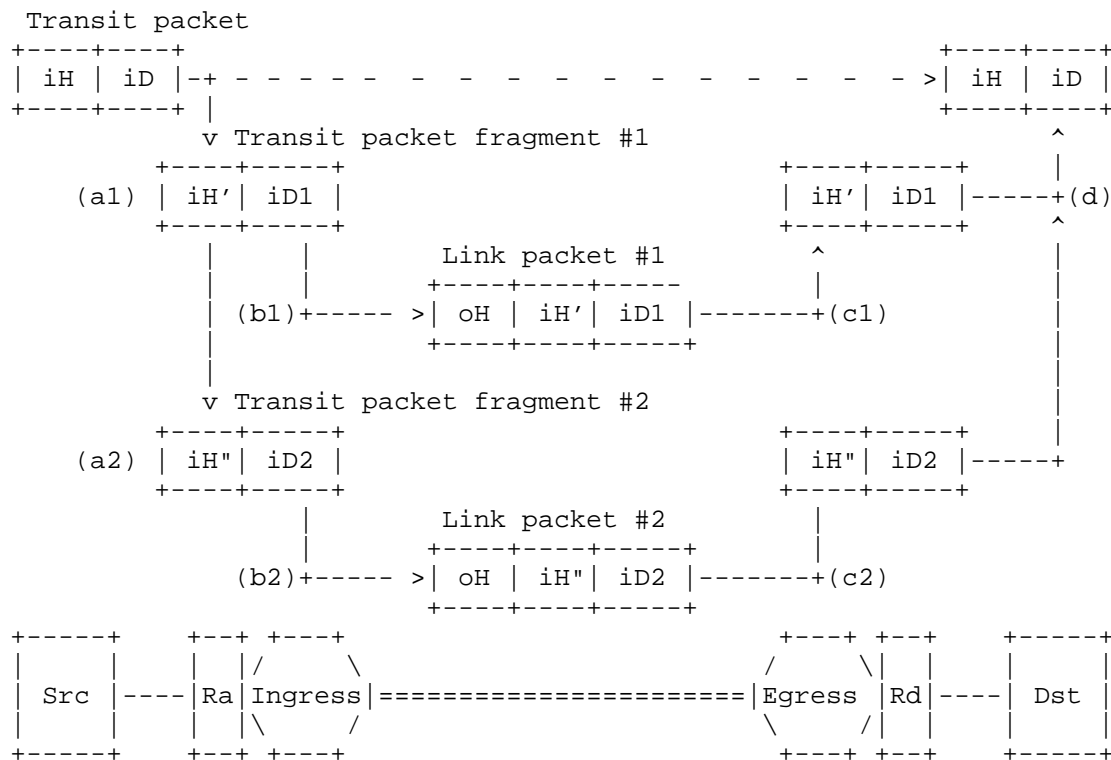 Transit packet
+----+----+                                                +----+----+
| iH | iD |-+ - - - - - - - - - - - - - - - - - - - - - - >| iH | iD |
+----+----+ |                                              +----+----+
            v Transit packet fragment #1                          ^
         +----+-----+                           +----+-----+      |
    (a1) | iH'| iD1 |                           | iH'| iD1 |-----+(d)
         +----+-----+                           +----+-----+      ^
            |     |        Link packet #1         ^              |
            |     |       +----+----+-----        |              |
            | (b1)+----- >| oH | iH'| iD1 |-------+(c1)          |
            |             +----+----+-----+                      |
            |                                                    |
            v Transit packet fragment #2                         |
         +----+-----+                           +----+-----+     |
    (a2) | iH"| iD2 |                           | iH"| iD2 |-----+
         +----+-----+                           +----+-----+
                  |        Link packet #2         |
                  |       +----+----+-----+       |
              (b2)+----- >| oH | iH"| iD2 |-------+(c2)
                          +----+----+-----+
+-----+    +--+ +---+                           +---+ +--+    +-----+
|     |    |  |/     \                         /     \|  |    |     |
| Src |----|Ra|Ingress|=======================|Egress |Rd|----| Dst |
|     |    |  |\     /                         \     /|  |    |     |
+-----+    +--+ +---+                           +---+ +--+    +-----+